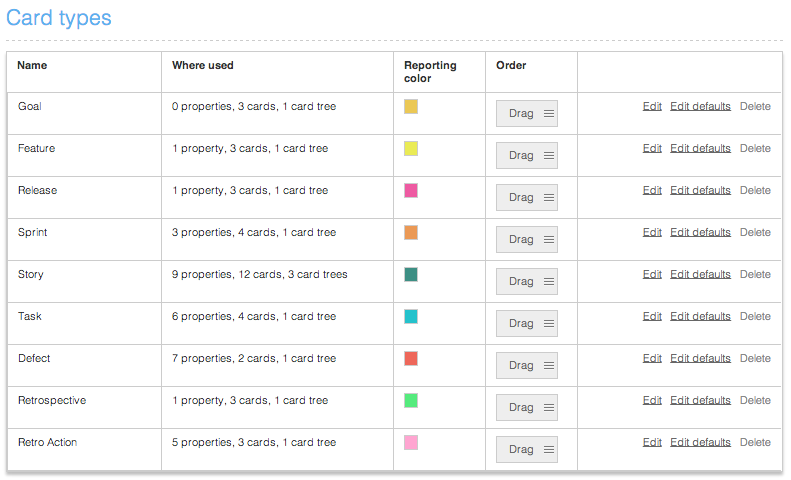 Card types
Name Where used Reporting color Order
Goal 0 properties, 3 cards, 1 card tree Drag Edit Edit defaults Delete
Feature 1 property, 3 cards, 1 card tree Drag Edit Edit defaults Delete
Release 1 property, 3 cards, 1 card tree Drag Edit Edit defaults Delete
Sprint 3 properties, 4 cards, 1 card tree Drag Edit Edit defaults Delete
Story 9 properties, 12 cards, 3 card trees Drag Edit Edit defaults Delete
Task 6 properties, 4 cards, 1 card tree Drag Edit Edit defaults Delete
Defect 7 properties, 2 cards, 1 card tree Drag Edit Edit defaults Delete
Retrospective 1 property, 3 cards, 1 card tree Drag Edit Edit defaults Delete
Retro Action 5 properties, 3 cards, 1 card tree Drag Edit Edit defaults Delete